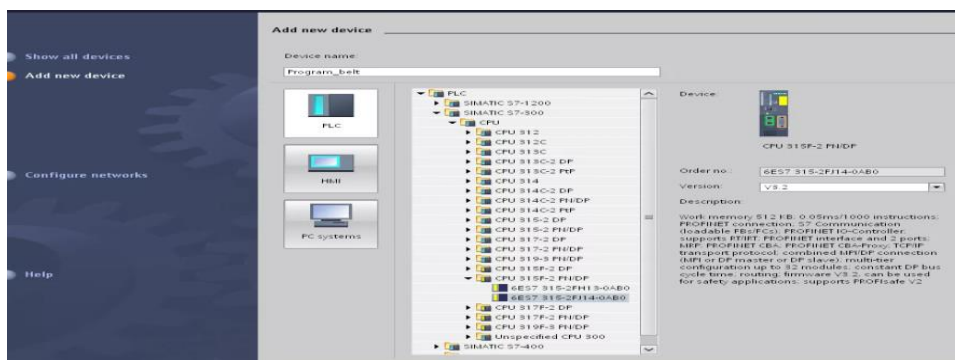 Add new device
Show all devices
Add new device
Configure networks
Help
Device name:
Program_belt
PLC
HMI
PC systems
PLC
SIMATIC S7-1200
SIMATIC S7-300
CPU
CPU 312
CPU 312C
CPU 313C
CPU 313C-2 DP
CPU 313C-2 PtP
CPU 314
CPU 314C-2 DP
CPU 314C-2 PN/DP
CPU 314C-2 PtP
CPU 315-2 DP
CPU 315-2 PN/DP
CPU 317-2 DP
CPU 317-2 PN/DP
CPU 319-3 PN/DP
CPU 315F-2 DP
CPU 315F-2 PN/DP
6ES7 315-2FH13-0AB0
6ES7 315-2FJ14-0AB0
CPU 317F-2 DP
CPU 317F-2 PN/DP
CPU 319F-3 PN/DP
Unspecified CPU 300
SIMATIC S7-400
Device:
CPU 315F-2 PN/DP
Order no.:
6ES7 315-2FJ14-0AB0
Version:
V3.2
Description:
Work memory 512 KB; 0.05ms/1000 instructions;
PROFINET connection; S7 Communication
(loadable FBs/FCs); PROFINET IO-Controller;
supports RT/IRT; PROFINET interface and 2 ports;
MRP; PROFINET CBA; PROFINET CBA-Proxy; TCP/IP
transport protocol; combined MPI/DP connection
(MPI or DP master or DP slave); multi-tier
configuration up to 32 modules; constant DP bus
cycle time; routing; firmware V3.2, can be used
for safety applications; supports PROFIsafe V2